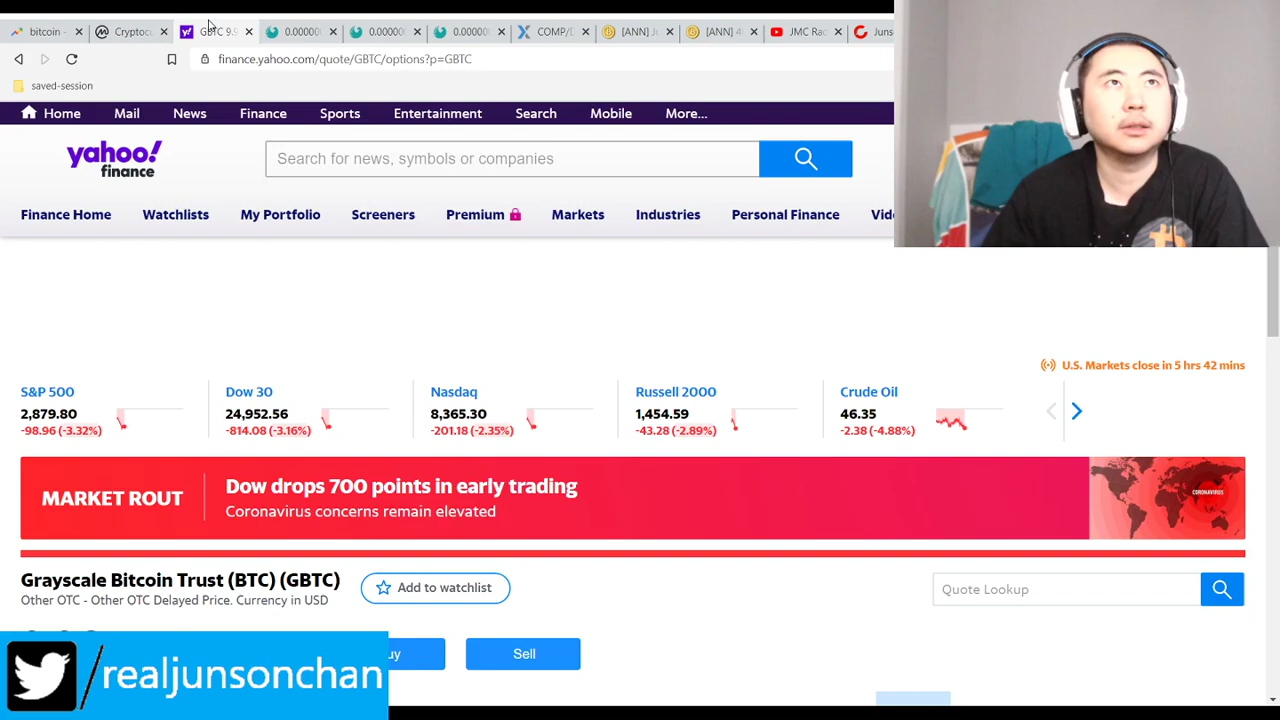 bitcoin -
Cryptocu
GBTC 9.9
0.00000
0.00000
0.00000
COMP/D
[ANN] Ju
[ANN] 4
JMC Rac
Juns
finance.yahoo.com/quote/GBTC/options?p=GBTC
saved-session
Home Mail News Finance Sports Entertainment Search Mobile More...
yahoo!
finance
Search for news, symbols or companies
Finance Home Watchlists My Portfolio Screeners Premium Markets Industries Personal Finance Vid
U.S. Markets close in 5 hrs 42 mins
S&P 500
2,879.80
-98.96 (-3.32%)
Dow 30
24,952.56
-814.08 (-3.16%)
Nasdaq
8,365.30
-201.18 (-2.35%)
Russell 2000
1,454.59
-43.28 (-2.89%)
Crude Oil
46.35
-2.38 (-4.88%)
MARKET ROUT
Dow drops 700 points in early trading
Coronavirus concerns remain elevated
CORONAVIRUS
Grayscale Bitcoin Trust (BTC) (GBTC)
Add to watchlist
Quote Lookup
Other OTC - Other OTC Delayed Price. Currency in USD
uy
Sell
/realjunsonchan